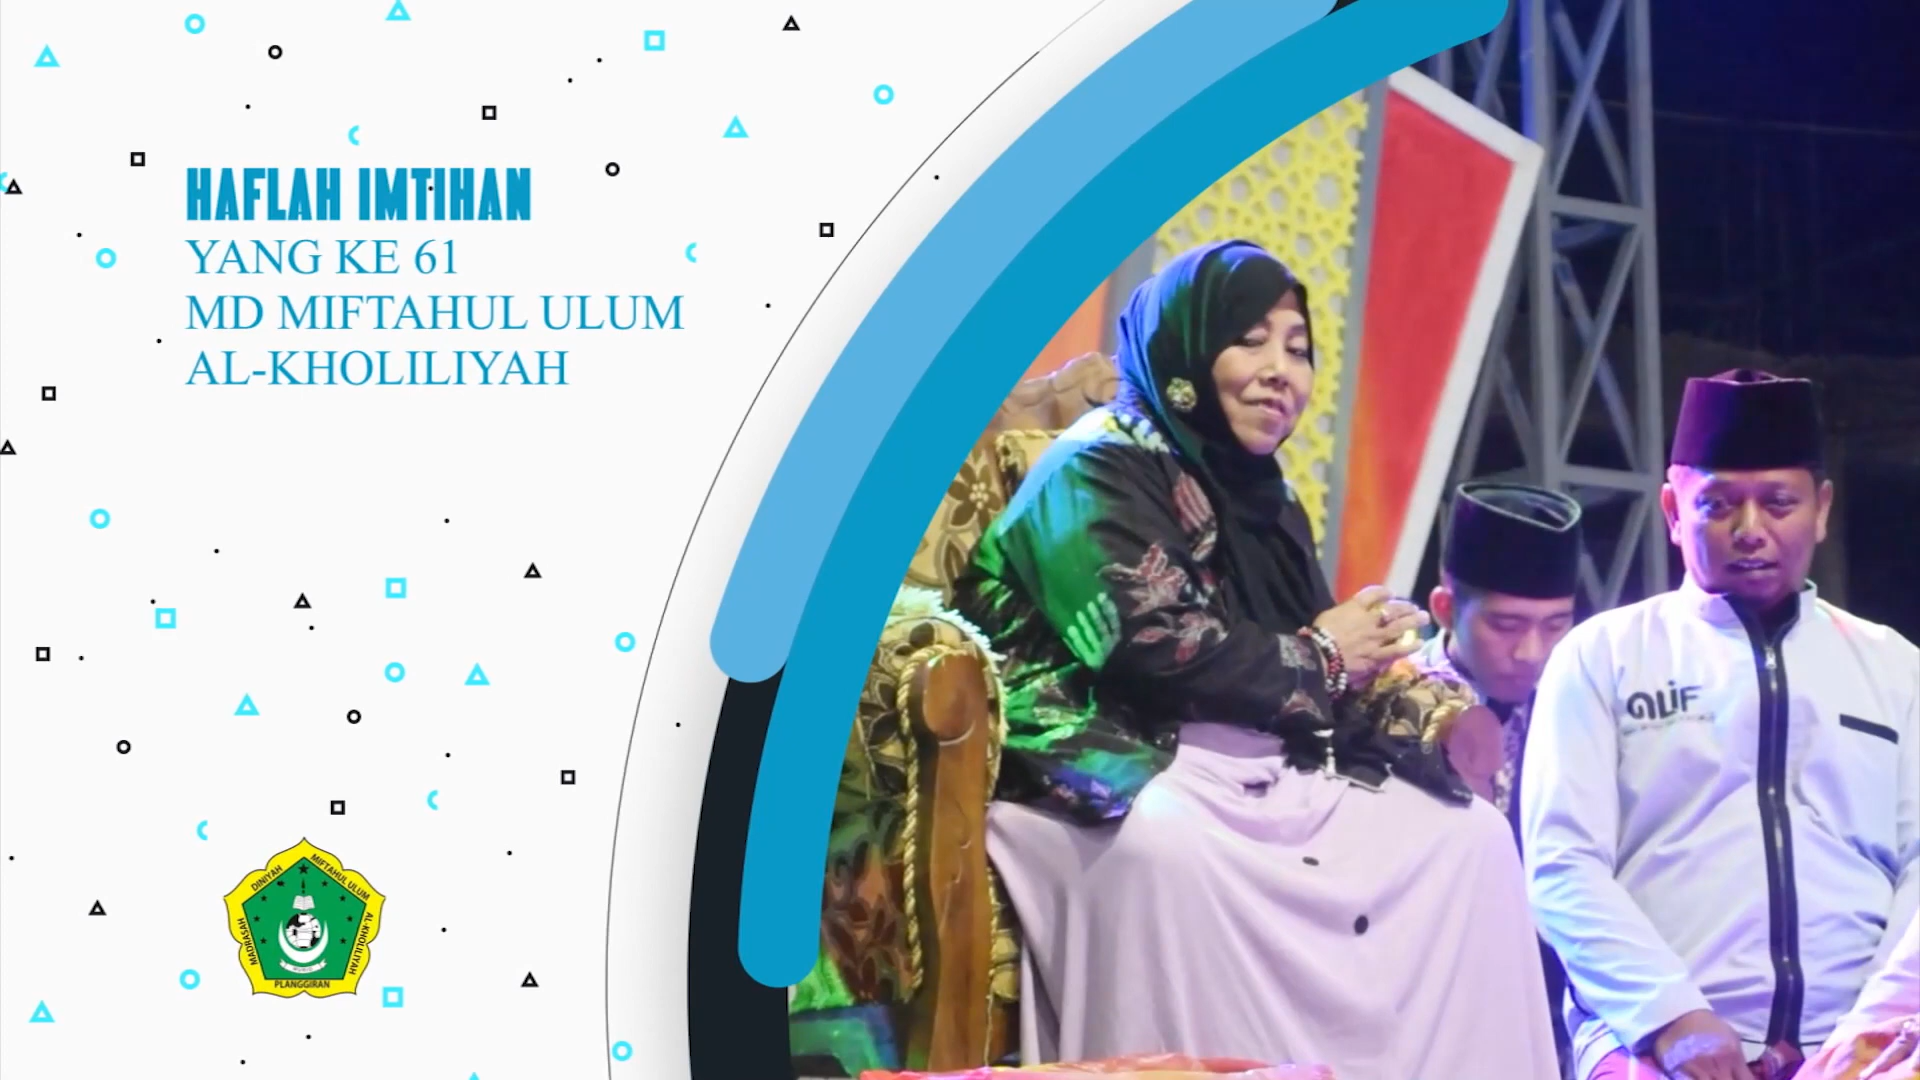 HAFLAH IMTIHAN
YANG KE 61
MD MIFTAHUL ULUM
AL-KHOLILIYAH
MADRASAH DINIYAH MIFTAHUL ULUM AL-KHOLILIYAH
PLANGGIRAN
ALIF